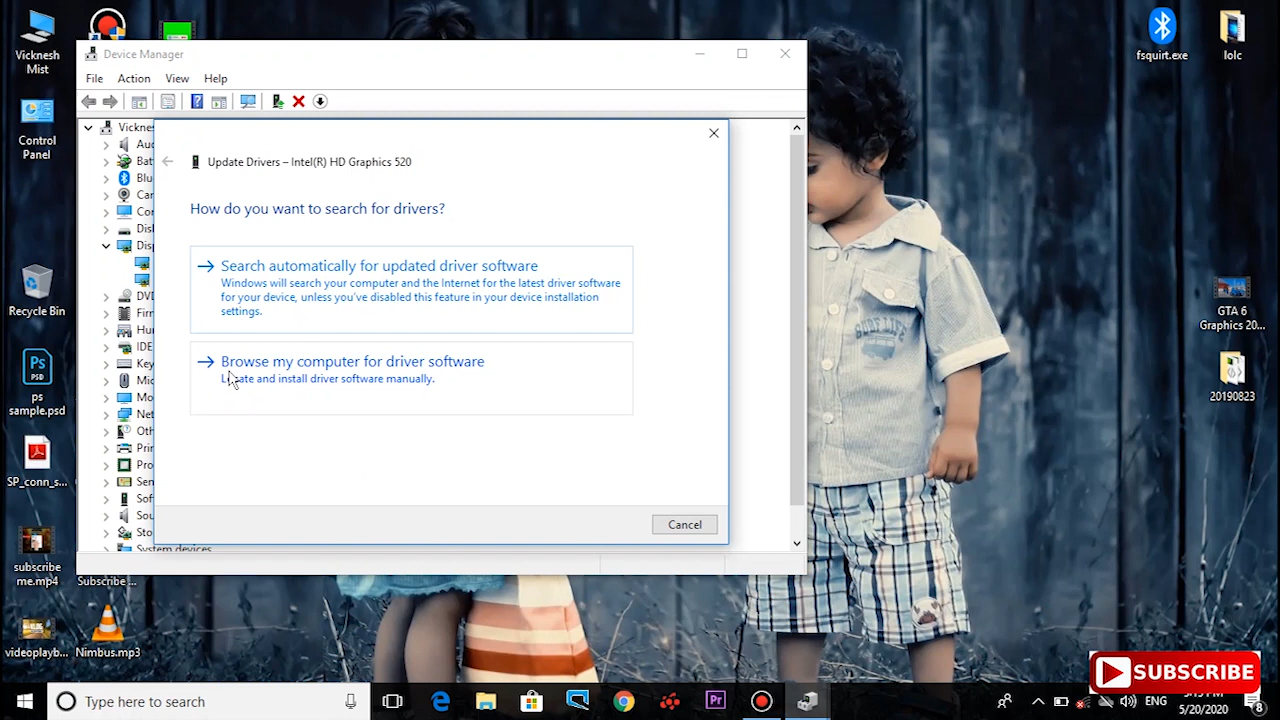 Vicknesh
Mist
Control
Panel
Recycle Bin
ps
sample.psd
SP_conn_s...
subscribe
me.mp4
Subscribe ...
videoplayb...
Nimbus.mp3
fsquirt.exe
lolc
GTA 6
Graphics 20...
20190823
Device Manager
File Action View Help
Vicknesh
Update Drivers – Intel(R) HD Graphics 520
How do you want to search for drivers?
Search automatically for updated driver software
Windows will search your computer and the Internet for the latest driver software
for your device, unless you've disabled this feature in your device installation
settings.
Browse my computer for driver software
Locate and install driver software manually.
Cancel
System devices
SUBSCRIBE
Type here to search
ENG
5/20/2020
8